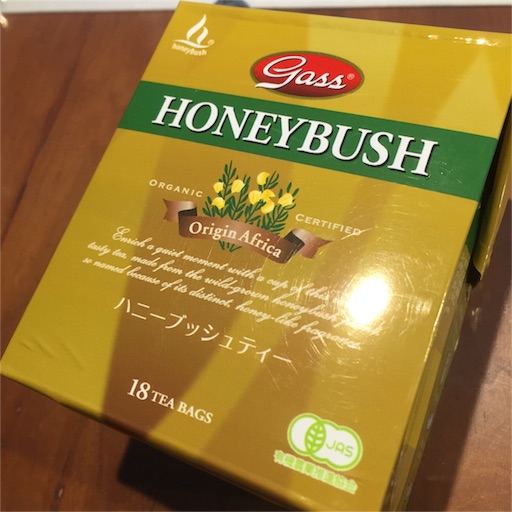 honeybush
Gass®
HONEYBUSH
ORGANIC CERTIFIED
Origin Africa
Enrich a quiet moment with a cup of this
tasty tea, made from the wild-grown honeybush
so named because of its distinct, honey-like fragrance.
ハニーブッシュティー
18 TEA BAGS
JAS